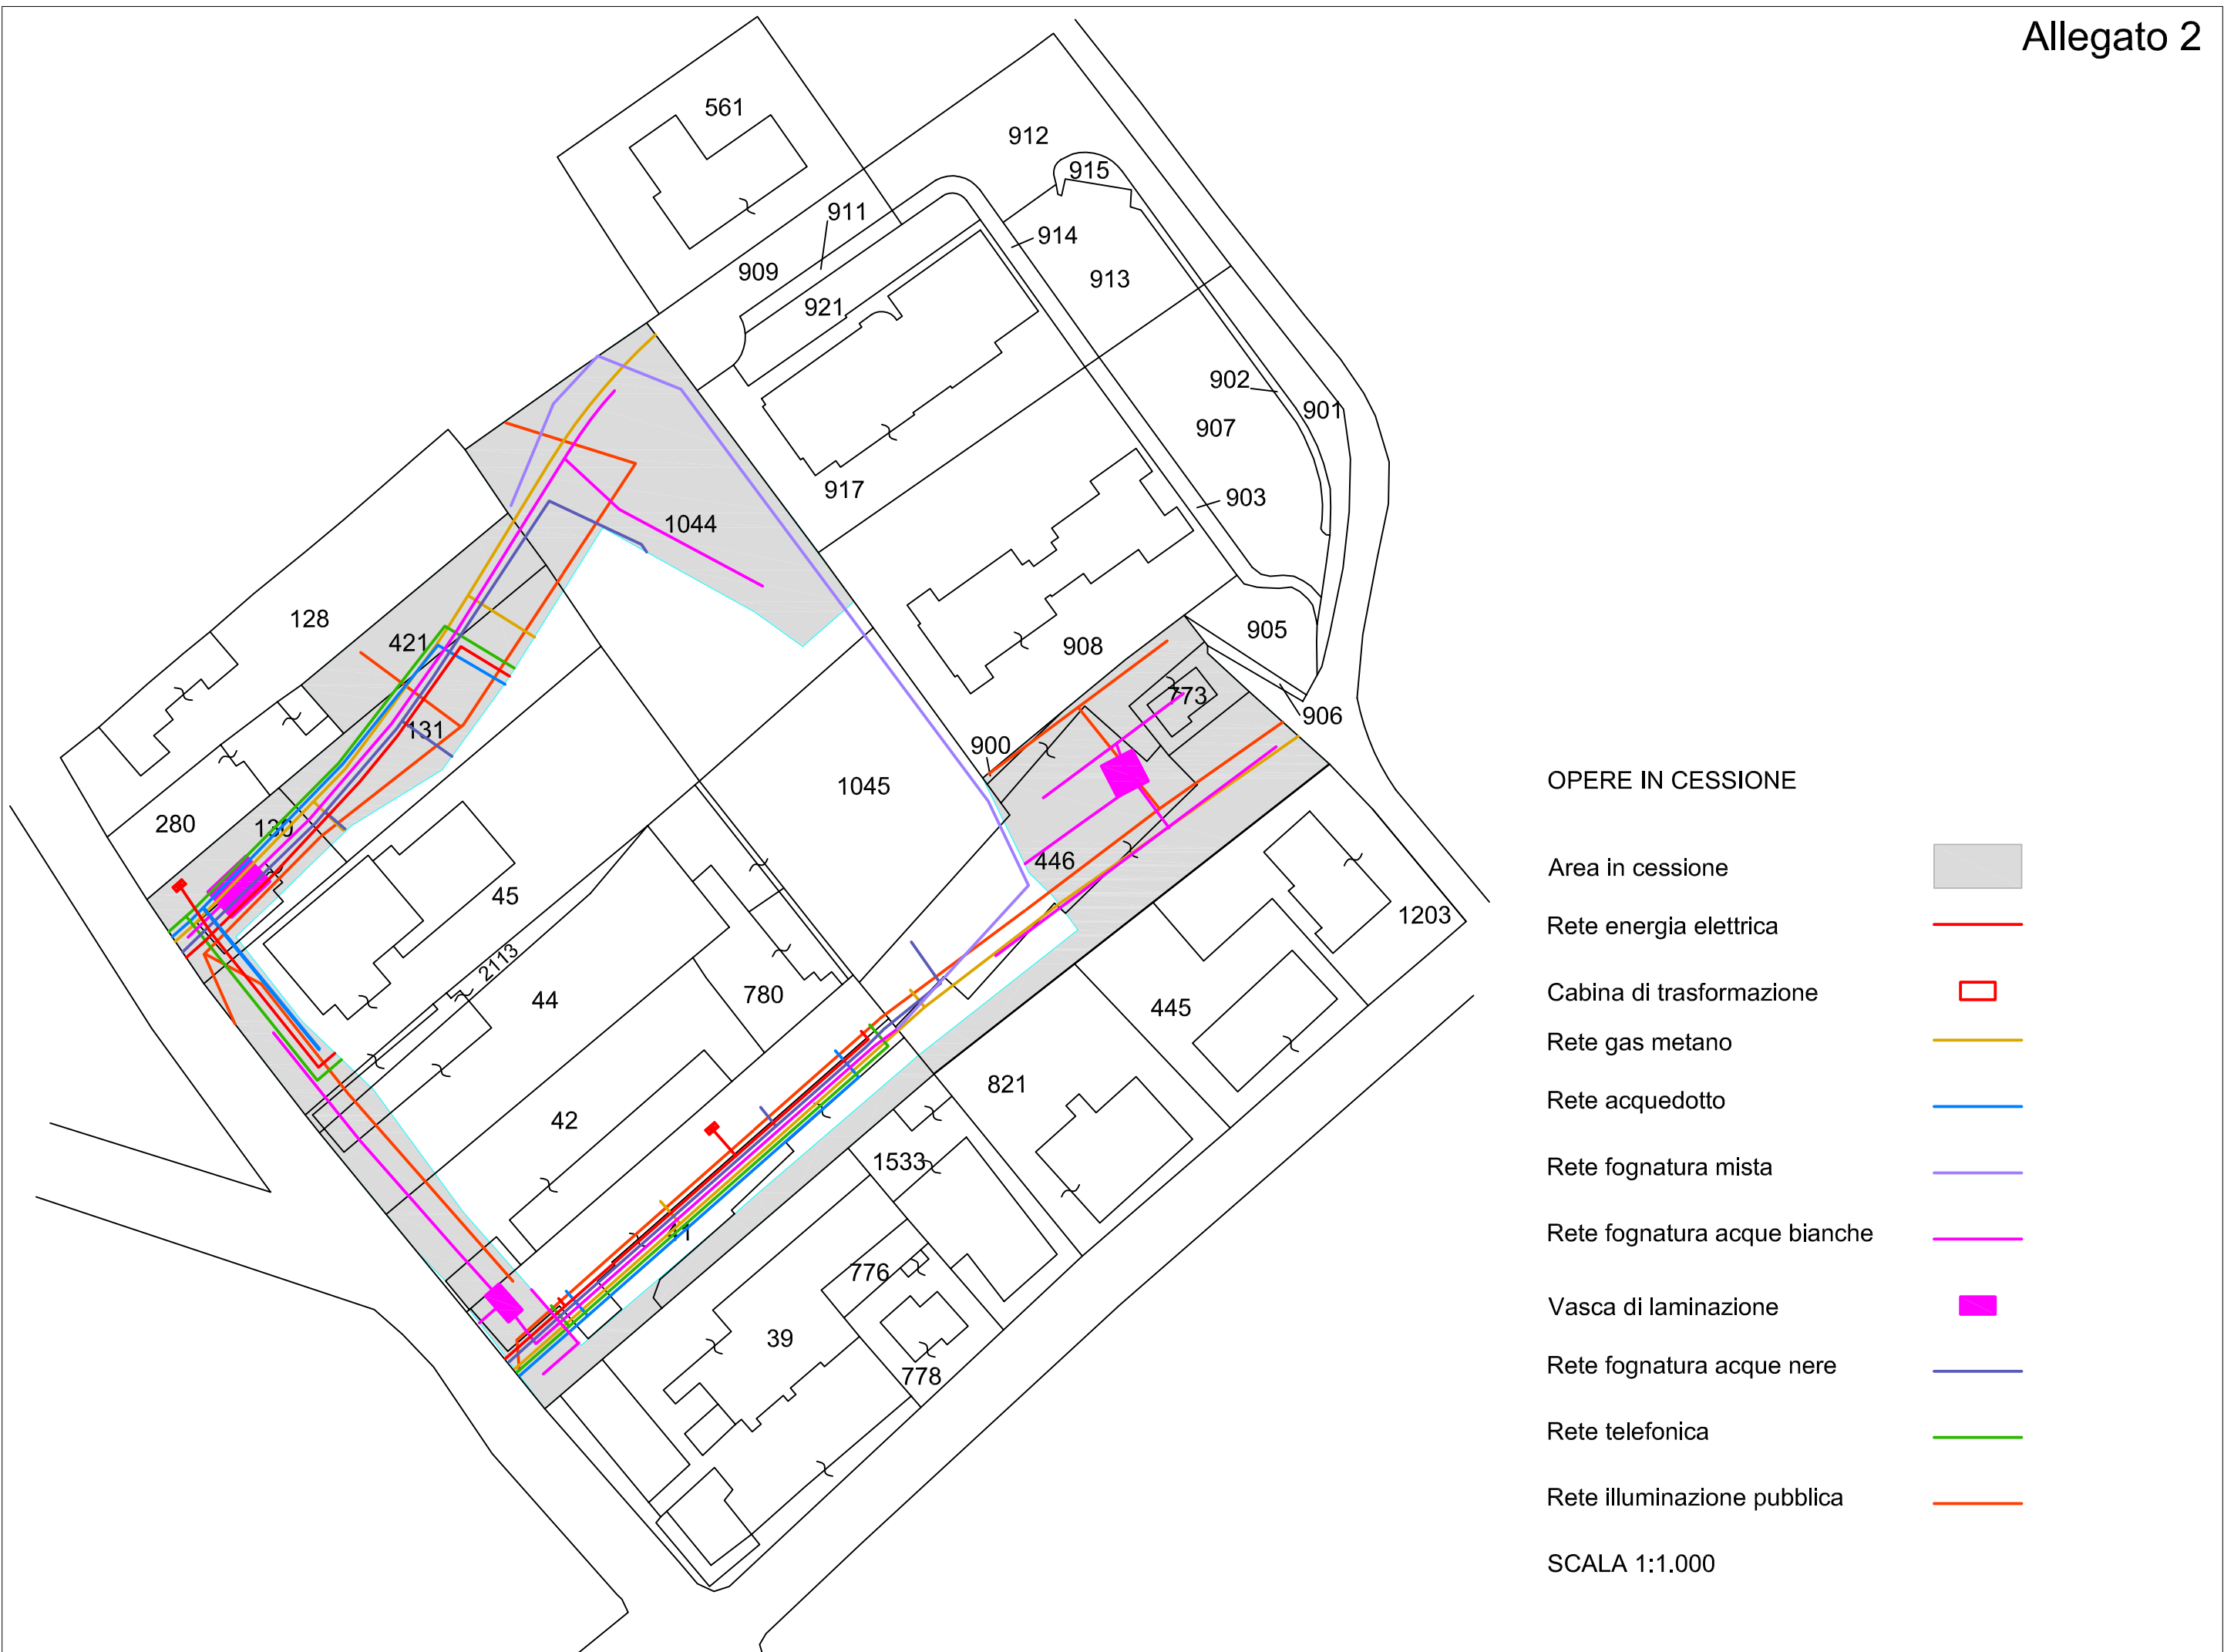 Allegato 2
561
912
915
911
914
909
913
921
902
901
907
917
903
1044
128
905
421
908
773
131
906
900
1045
280
130
446
45
1203
2113
44
780
445
821
42
1533
41
776
39
778
OPERE IN CESSIONE
Area in cessione
Rete energia elettrica
Cabina di trasformazione
Rete gas metano
Rete acquedotto
Rete fognatura mista
Rete fognatura acque bianche
Vasca di laminazione
Rete fognatura acque nere
Rete telefonica
Rete illuminazione pubblica
SCALA 1:1.000